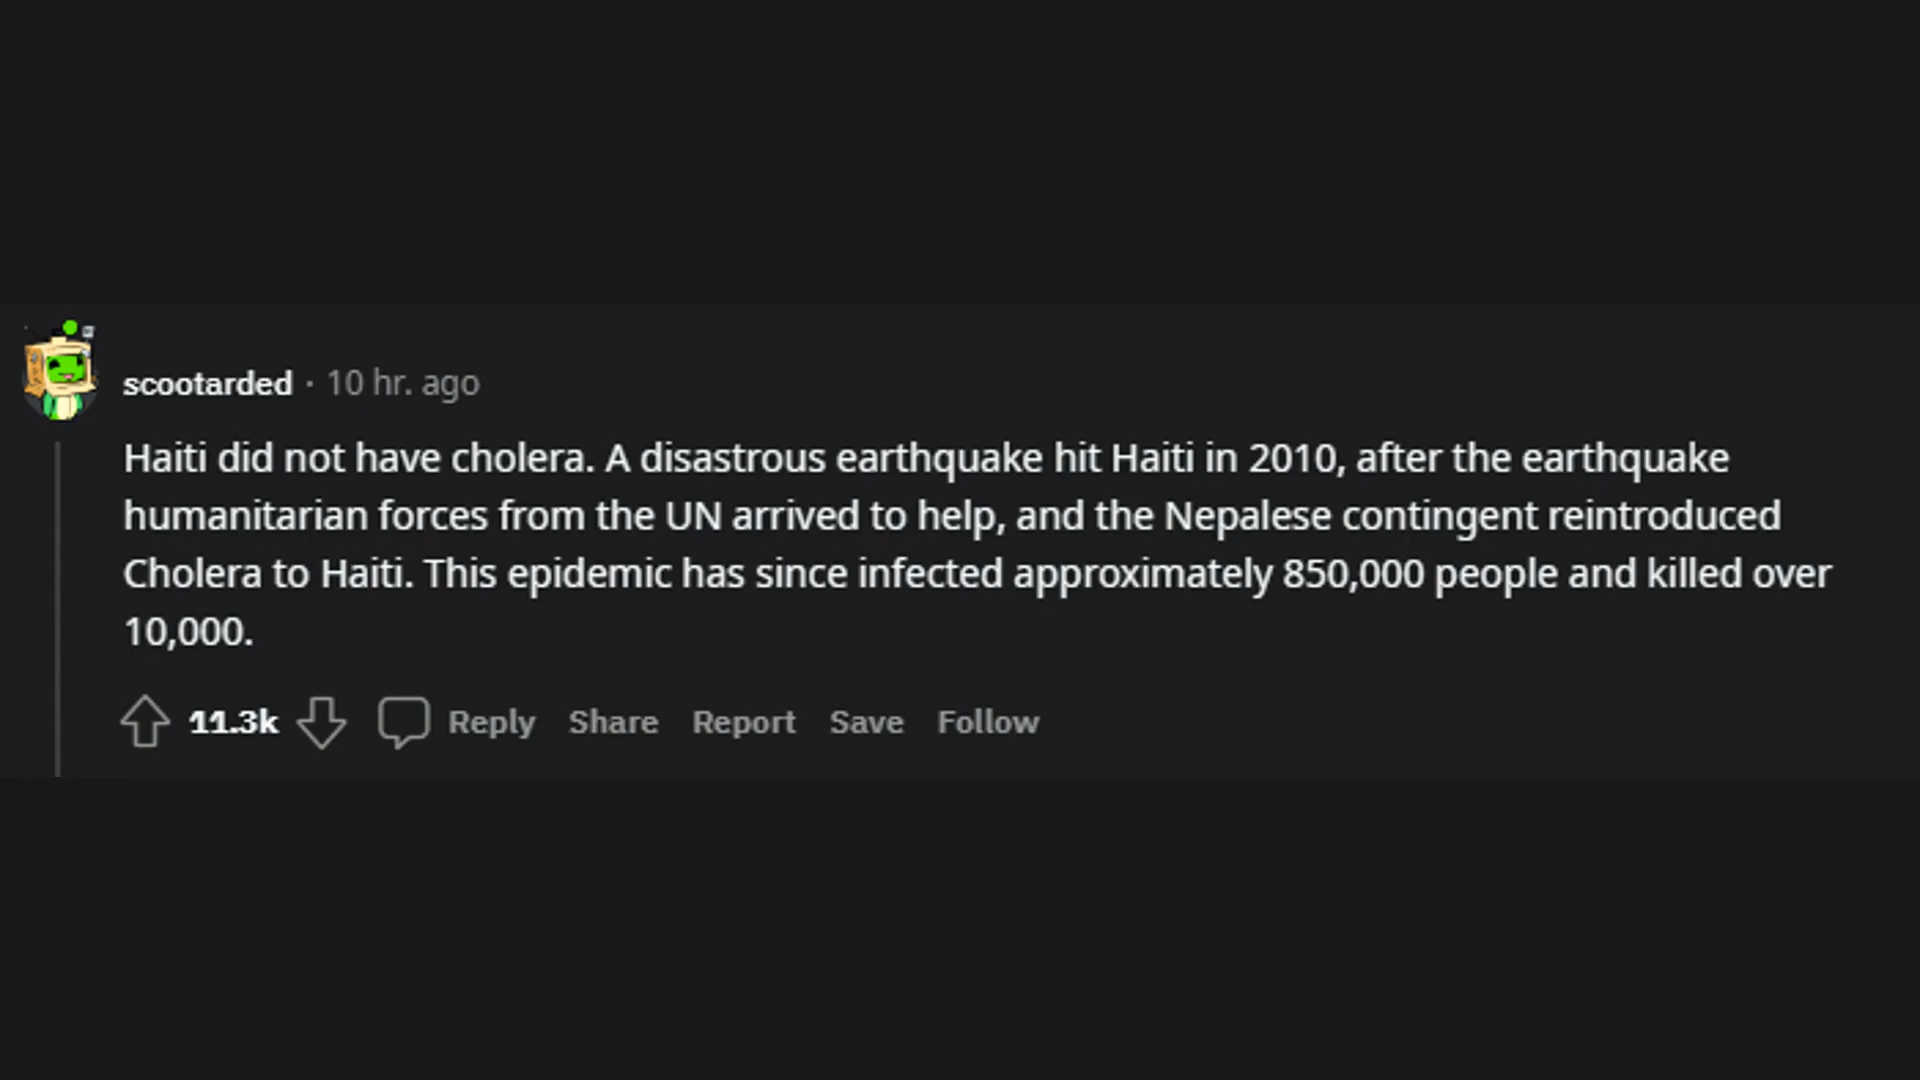 scootarded · 10 hr. ago
Haiti did not have cholera. A disastrous earthquake hit Haiti in 2010, after the earthquake
humanitarian forces from the UN arrived to help, and the Nepalese contingent reintroduced
Cholera to Haiti. This epidemic has since infected approximately 850,000 people and killed over
10,000.
11.3k Reply Share Report Save Follow